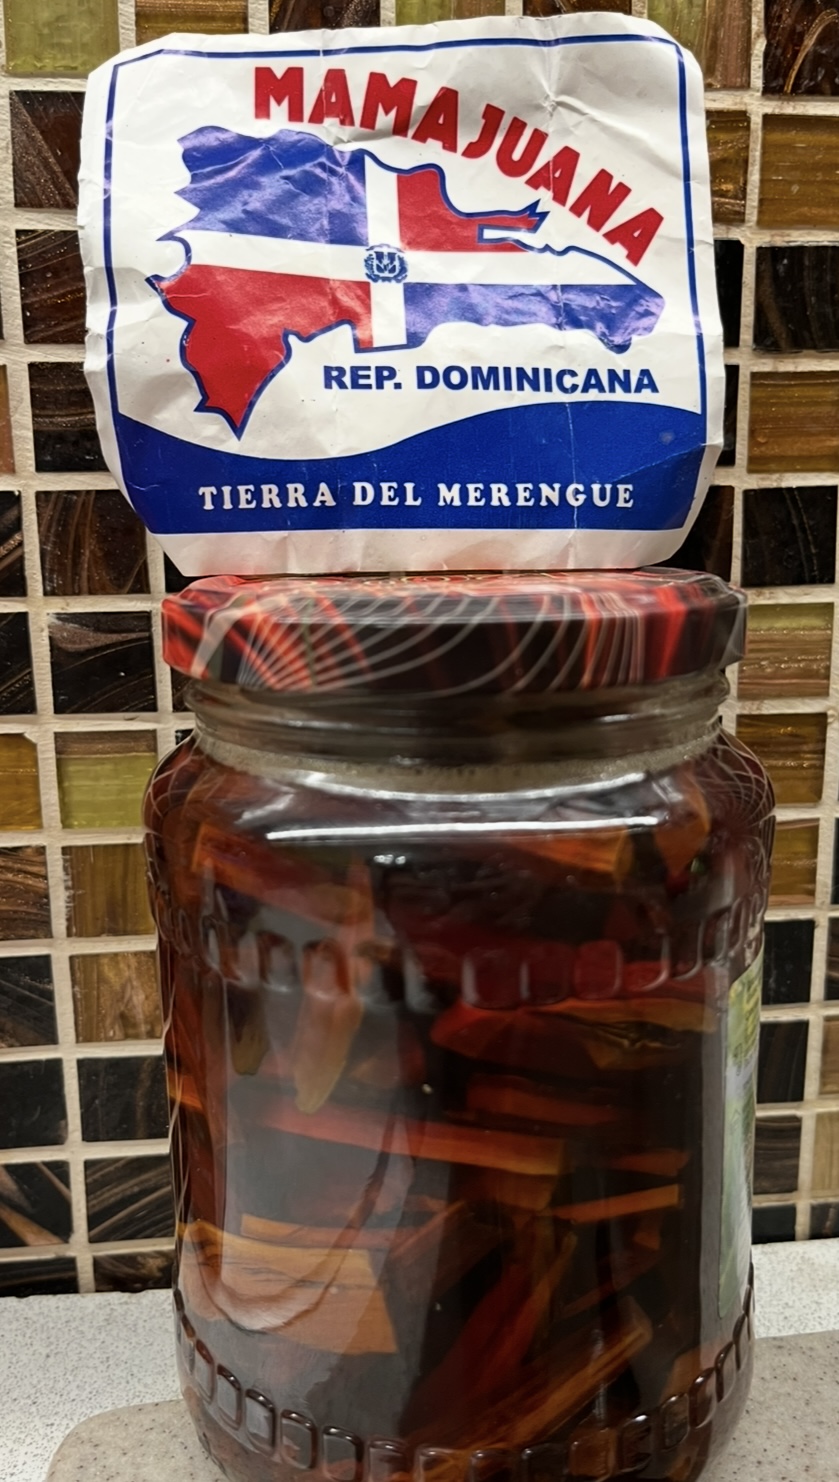 MAMAJUANA
REP. DOMINICANA
TIERRA DEL MERENGUE